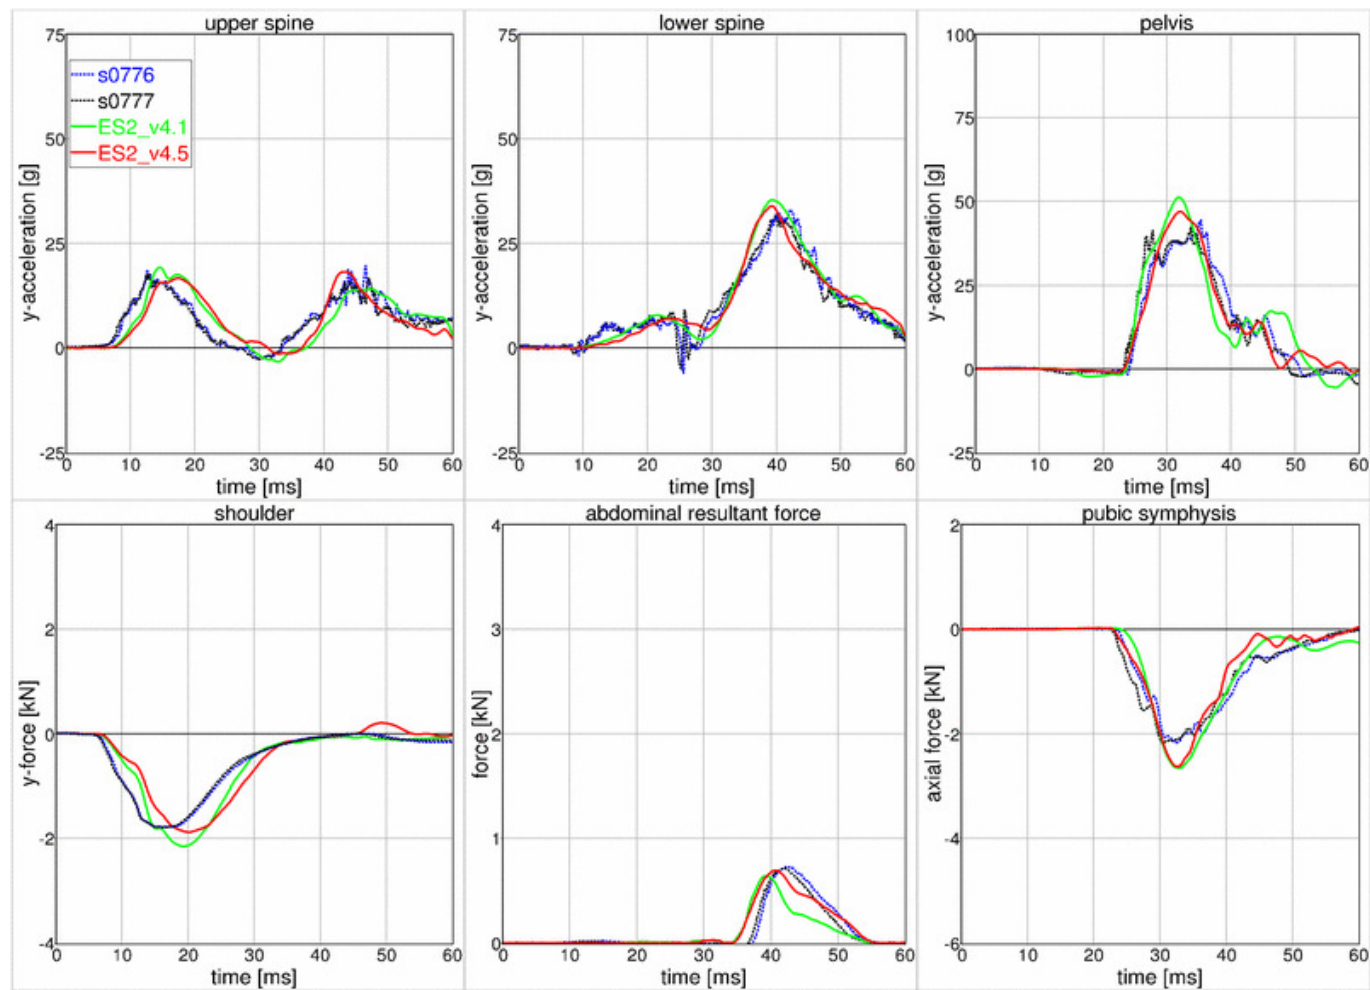 upper spine
75
50
25
0
-25
y-acceleration [g]
s0776
s0777
ES2_v4.1
ES2_v4.5
0 10 20 30 40 50 60
time [ms]
lower spine
75
50
25
0
-25
y-acceleration [g]
0 10 20 30 40 50 60
time [ms]
pelvis
100
75
50
25
0
-25
y-acceleration [g]
0 10 20 30 40 50 60
time [ms]
shoulder
4
2
0
-2
-4
y-force [kN]
0 10 20 30 40 50 60
time [ms]
abdominal resultant force
4
3
2
1
0
force [kN]
0 10 20 30 40 50 60
time [ms]
pubic symphysis
2
0
-2
-4
-6
axial force [kN]
0 10 20 30 40 50 60
time [ms]